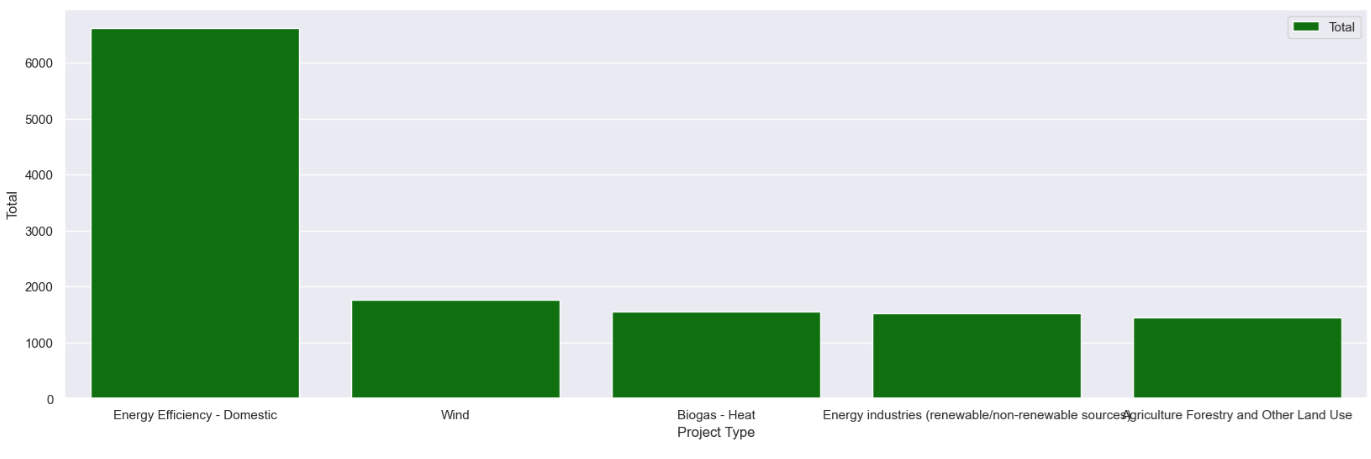 Total
6000
5000
4000
3000
2000
1000
0
Total
Energy Efficiency - Domestic
Wind
Biogas - Heat
Energy industries (renewable/non-renewable sources)
Agriculture Forestry and Other Land Use
Project Type